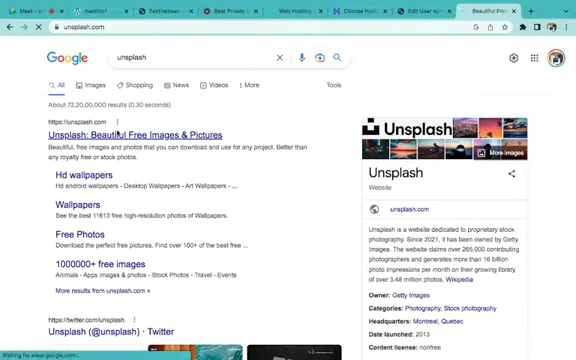 Meet -
mastino1
Festivetwee
Best Private
Web Hosting
Choose Host
Edit User
Beautiful Fre
unsplash.com
Google
unsplash
All
Images
Shopping
News
Videos
More
Tools
About 72,20,00,000 results (0.30 seconds)
https://unsplash.com
Unsplash: Beautiful Free Images & Pictures
Beautiful, free images and photos that you can download and use for any project. Better than
any royalty free or stock photos.
Hd wallpapers
Hd android wallpapers - Desktop Wallpapers - Art Wallpapers - ...
Wallpapers
See the best 11613 free high-resolution photos of Wallpapers.
Free Photos
Download the perfect free pictures. Find over 100+ of the best free ...
1000000+ free images
Animals - Apps images & photos - Stock Photos - Travel - Events
More results from unsplash.com »
https://twitter.com/unsplash
Unsplash (@unsplash) · Twitter
Waiting for www.google.com...
Unsplash
More images
Unsplash
Website
unsplash.com
Unsplash is a website dedicated to proprietary stock
photography. Since 2021, it has been owned by Getty
Images. The website claims over 265,000 contributing
photographers and generates more than 16 billion
photo impressions per month on their growing library
of over 3.48 million photos. Wikipedia
Owner: Getty Images
Categories: Photography, Stock photography
Headquarters: Montreal, Quebec
Date launched: 2013
Content license: nonfree